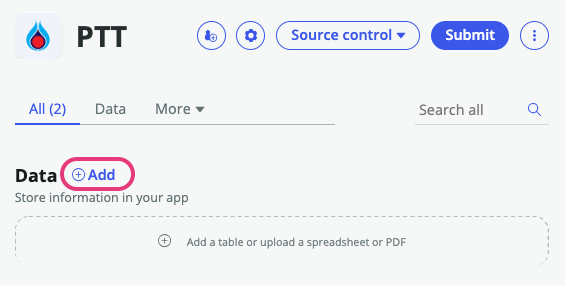 PTT
Source control
Submit
All (2)
Data
More
Search all
Data
Add
Store information in your app
Add a table or upload a spreadsheet or PDF